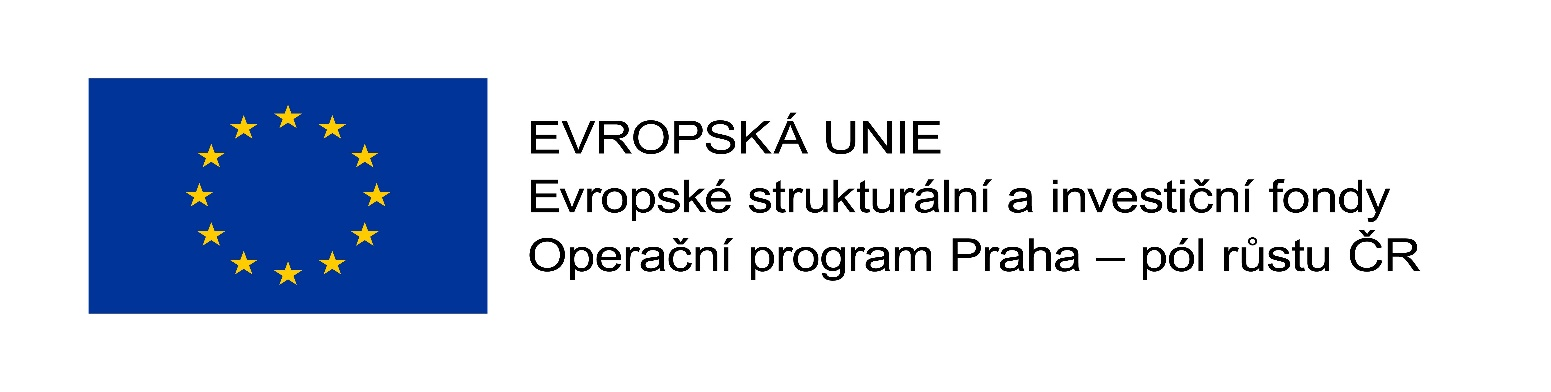 EVROPSKÁ UNIE
Evropské strukturální a investiční fondy
Operační program Praha – pól růstu ČR